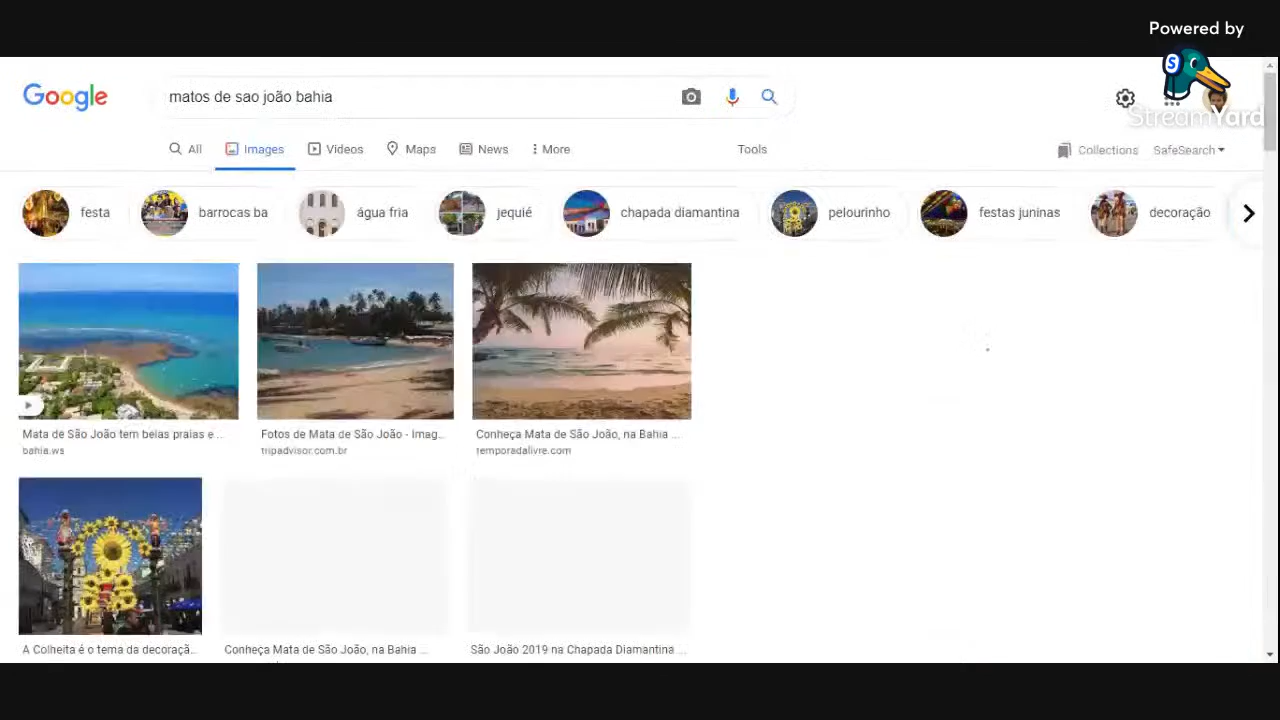 Powered by
StreamYard
Google
matos de sao joão bahia
All
Images
Videos
Maps
News
More
Tools
Collections
SafeSearch
festa
barrocas ba
água fria
jequié
chapada diamantina
pelourinho
festas juninas
decoração
Mata de São João tem belas praias e ...
bahia.ws
Fotos de Mata de São João - Imag...
tripadvisor.com.br
Conheça Mata de São João, na Bahia ...
temporadalivre.com
A Colheita é o tema da decoraçã...
Conheça Mata de São João, na Bahia ...
São João 2019 na Chapada Diamantina ...